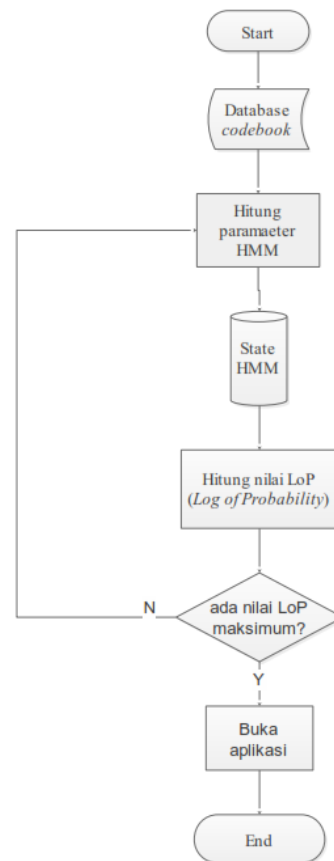 Start
Database
codebook
Hitung
paramaeter
HMM
State
HMM
Hitung nilai LoP
(Log of Probability)
ada nilai LoP
maksimum?
N
Y
Buka
aplikasi
End